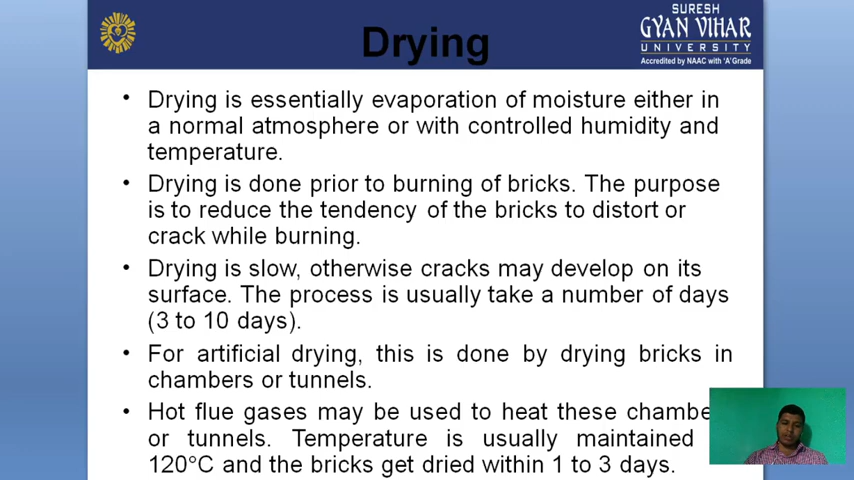 SURESH
GYAN VIHAR
UNIVERSITY
Accredited by NAAC with 'A' Grade
Drying
• Drying is essentially evaporation of moisture either in
a normal atmosphere or with controlled humidity and
temperature.
• Drying is done prior to burning of bricks. The purpose
is to reduce the tendency of the bricks to distort or
crack while burning.
• Drying is slow, otherwise cracks may develop on its
surface. The process is usually take a number of days
(3 to 10 days).
• For artificial drying, this is done by drying bricks in
chambers or tunnels.
• Hot flue gases may be used to heat these chambe
or tunnels. Temperature is usually maintained
120°C and the bricks get dried within 1 to 3 days.